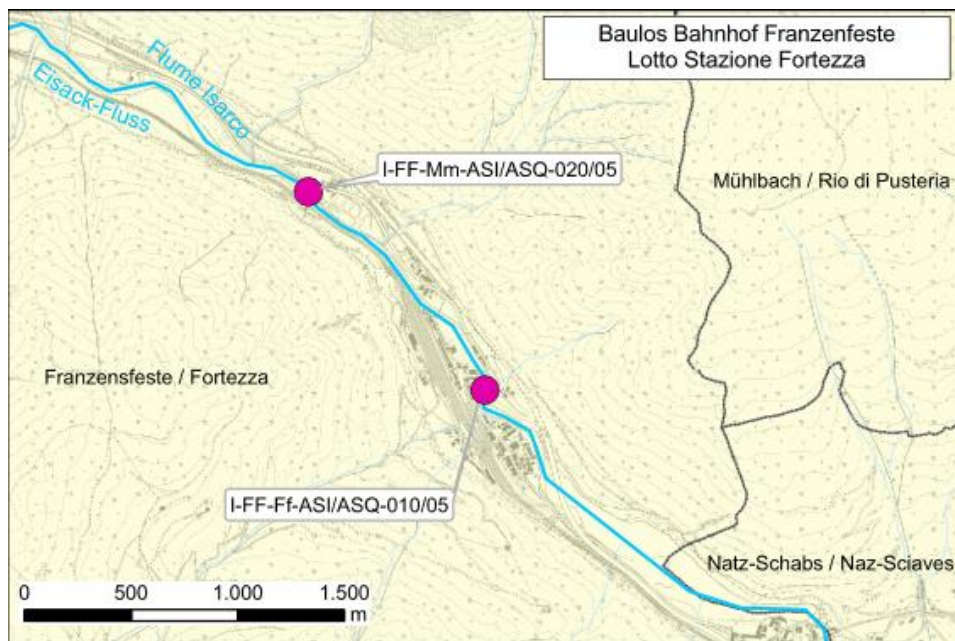 Baulos Bahnhof Franzenfeste
Lotto Stazione Fortezza
Fiume Isarco
Eisack-Fluss
I-FF-Mm-ASI/ASQ-020/05
Mühlbach / Rio di Pusteria
Franzensfeste / Fortezza
I-FF-Ff-ASI/ASQ-010/05
Natz-Schabs / Naz-Sciaves
0 500 1.000 1.500
m